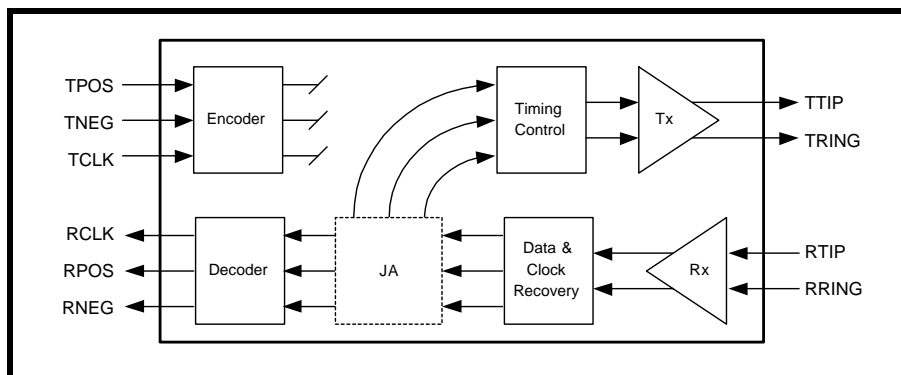 TPOS
TNEG
TCLK
Encoder
Timing
Control
Tx
TTIP
TRING
RCLK
RPOS
RNEG
Decoder
JA
Data &
Clock
Recovery
Rx
RTIP
RRING